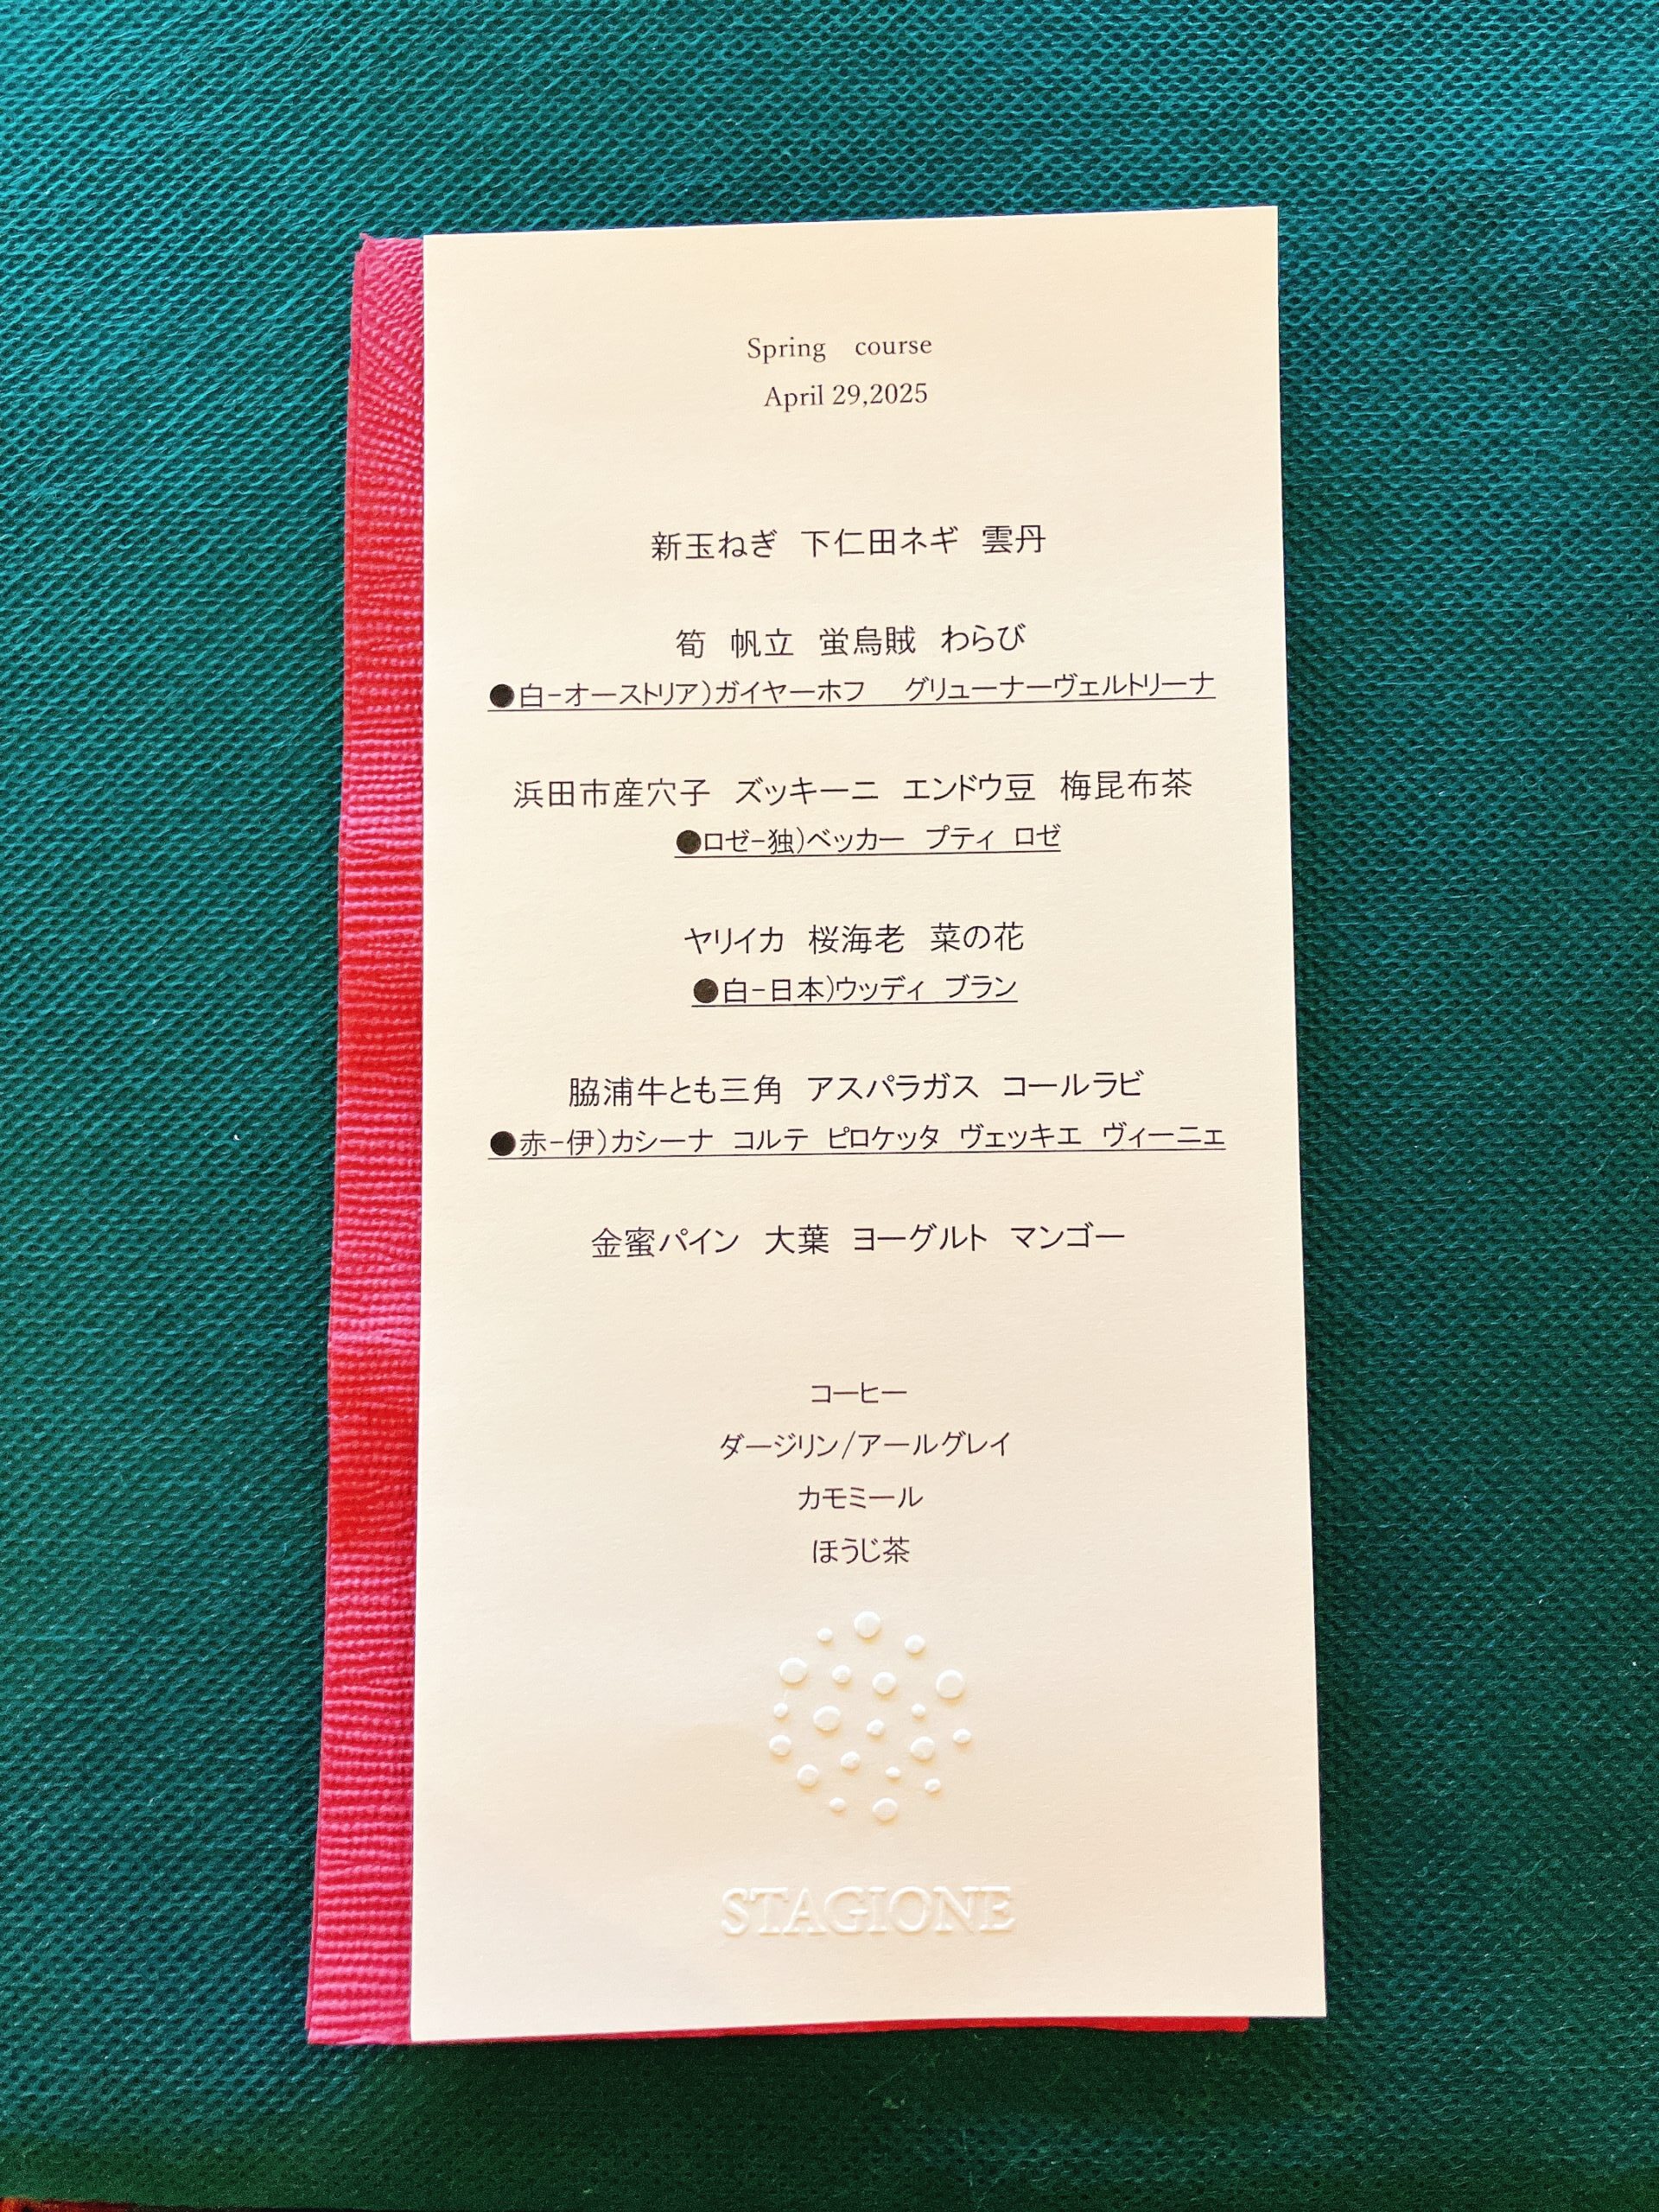 Spring course
April 29,2025
新玉ねぎ 下仁田ネギ 雲丹
筍 帆立 蛍烏賊 わらび
●白-オーストリア)ガイヤーホフ グリューナーヴェルトリーナ
浜田市産穴子 ズッキーニ エンドウ豆 梅昆布茶
●ロゼ-独)ベッカー プティ ロゼ
ヤリイカ 桜海老 菜の花
●白-日本)ウッディ ブラン
脇浦牛とも三角 アスパラガス コールラビ
●赤-伊)カシーナ コルテ ピロケッタ ヴェッキエ ヴィーニェ
金蜜パイン 大葉 ヨーグルト マンゴー
コーヒー
ダージリン/アールグレイ
カモミール
ほうじ茶
STAGIONE